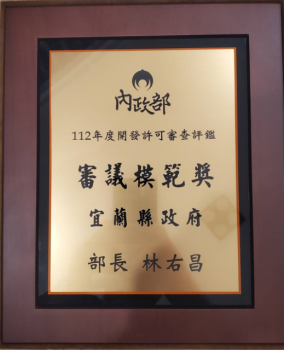 內政部
112年度開發許可審查評鑑
審議模範獎
宜蘭縣政府
部長 林右昌